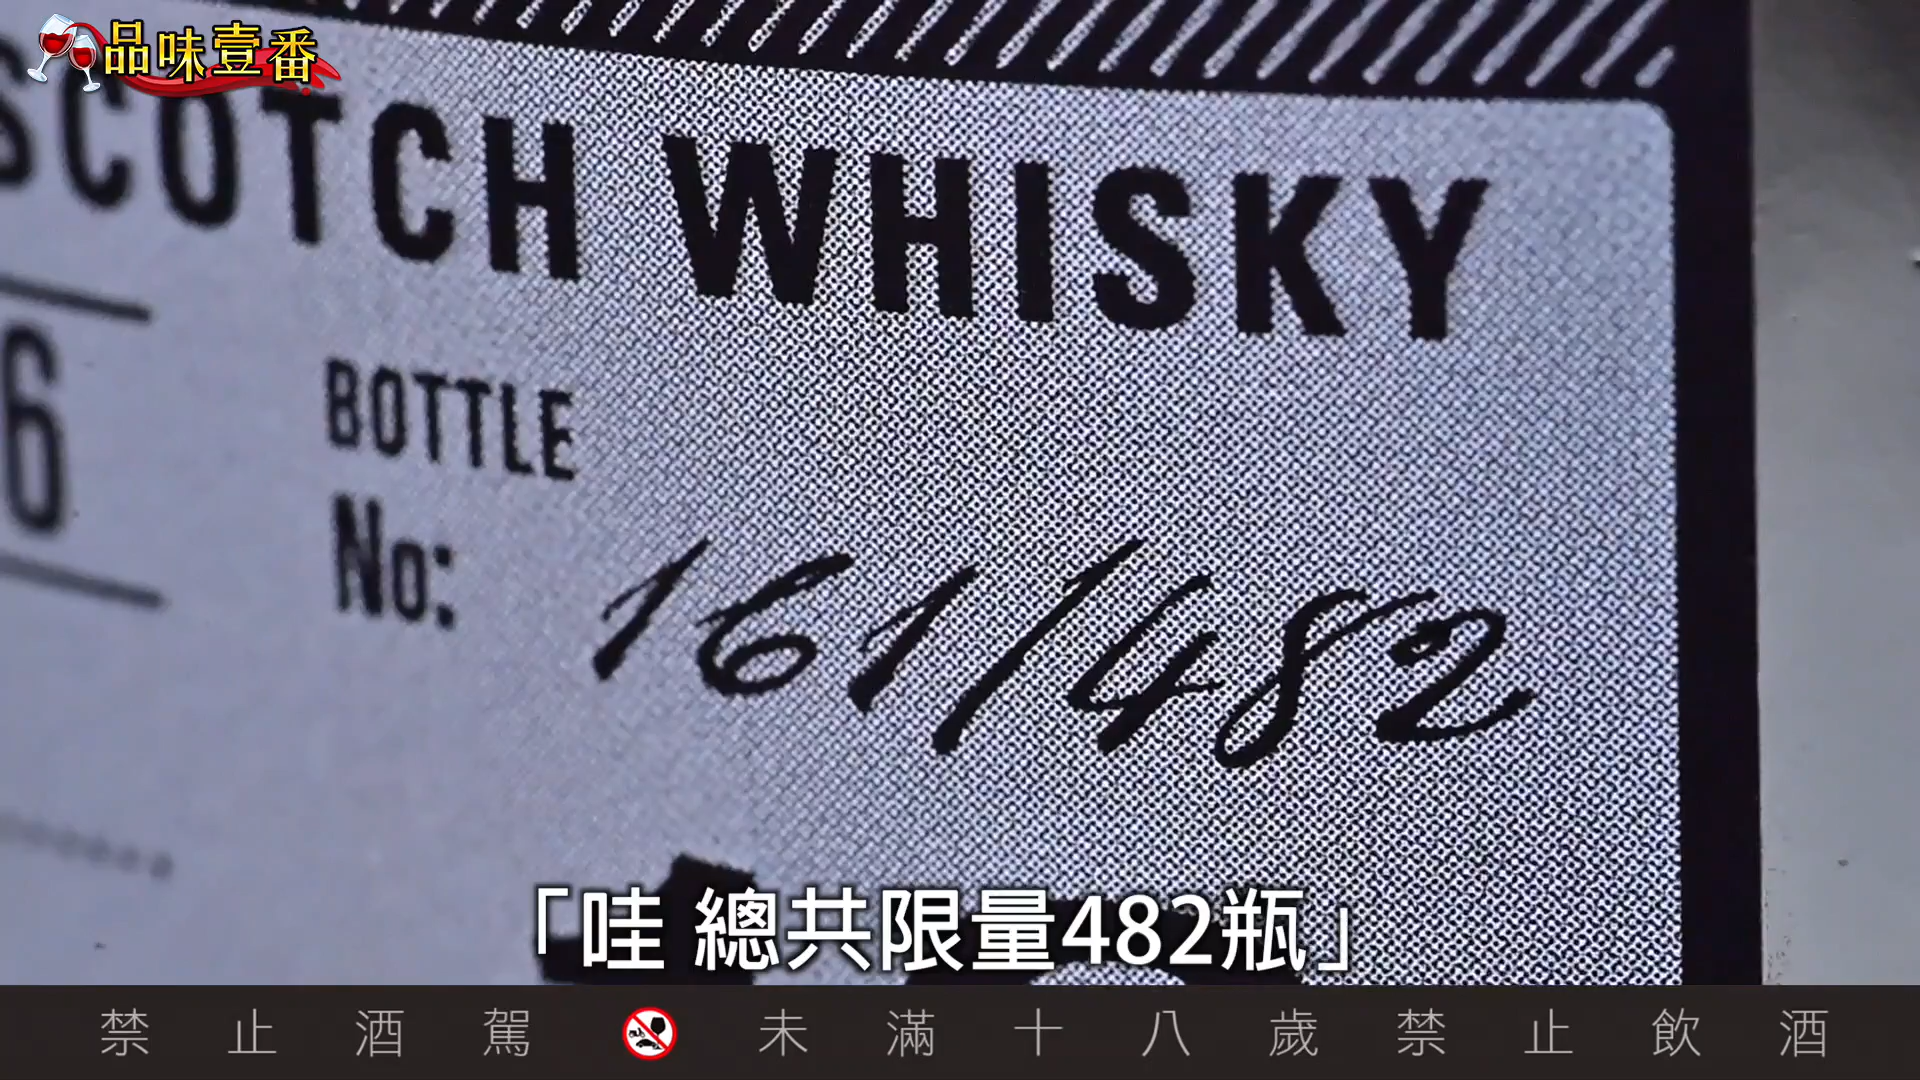 品味壹番
SCOTCH WHISKY
6
BOTTLE
No: 161/482
「哇 總共限量482瓶」
禁止酒駕 未滿十八歲禁止飲酒